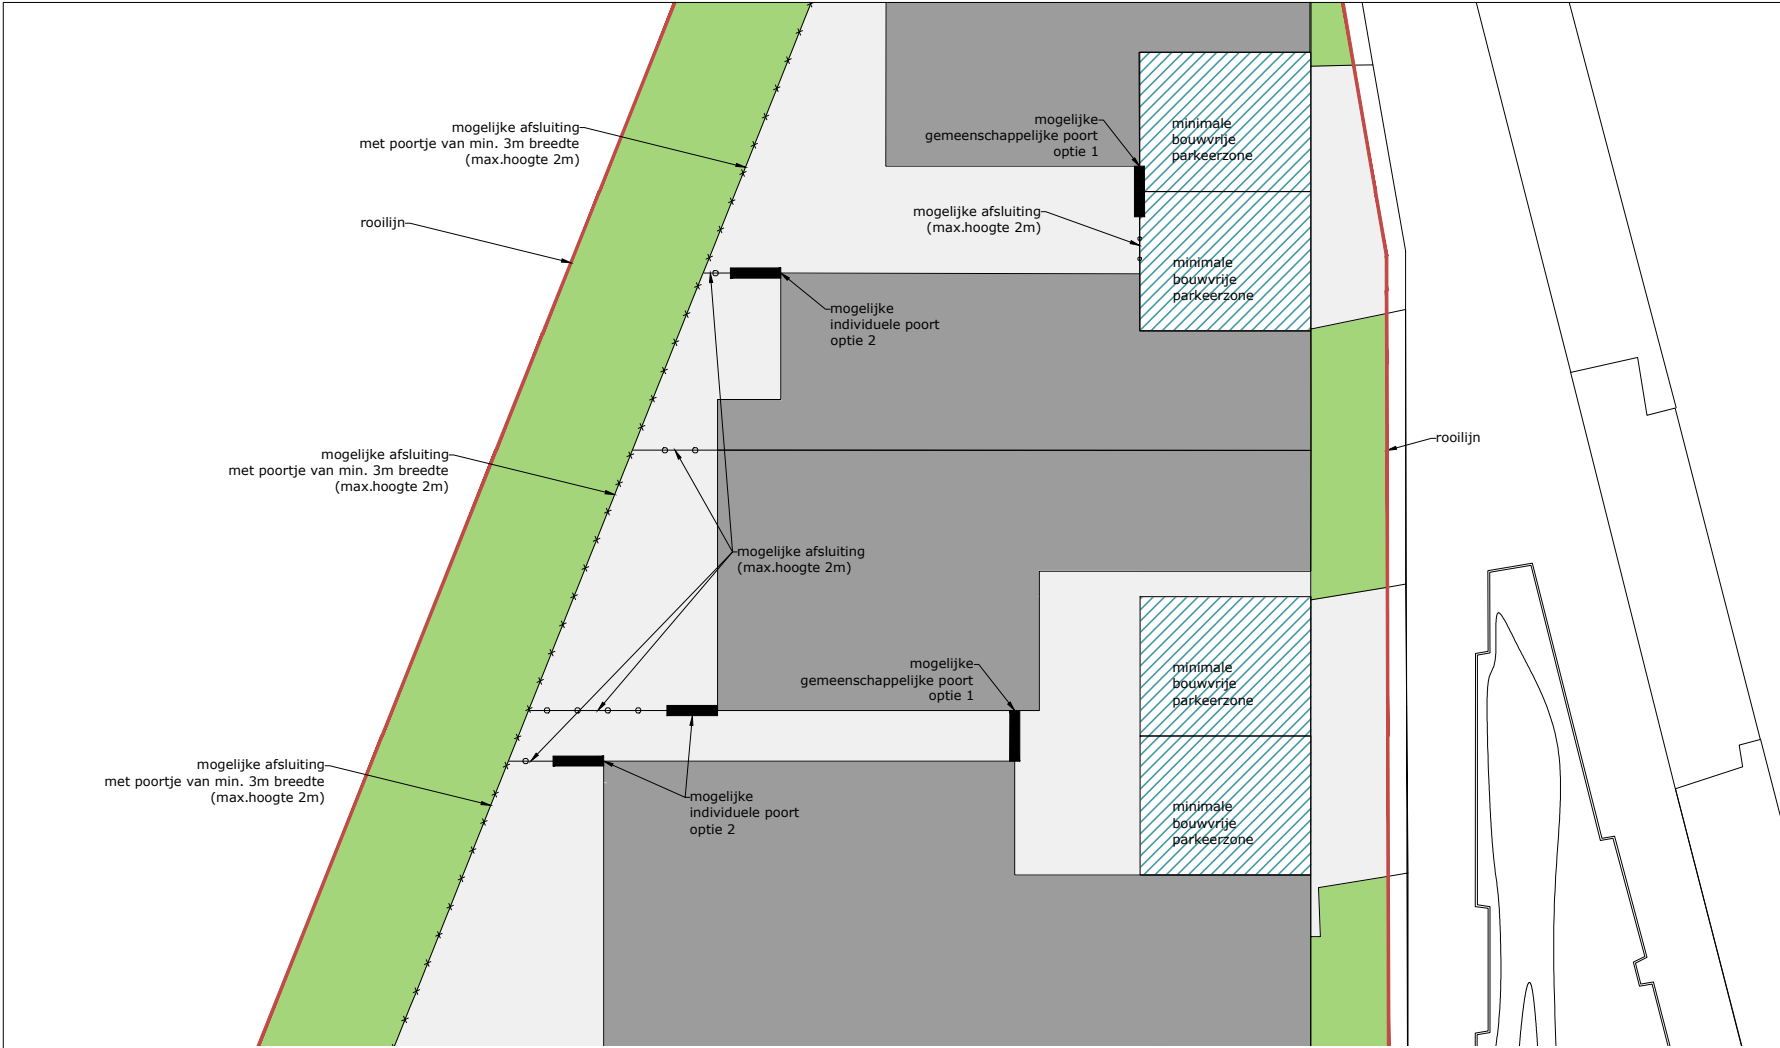 mogelijke afsluiting
met poortje van min. 3m breedte
(max.hoogte 2m)
mogelijke
gemeenschappelijke poort
optie 1
minimale
bouwvrije
parkeerzone
rooilijn
mogelijke afsluiting
(max.hoogte 2m)
minimale
bouwvrije
parkeerzone
mogelijke
individuele poort
optie 2
rooilijn
mogelijke afsluiting
met poortje van min. 3m breedte
(max.hoogte 2m)
mogelijke afsluiting
(max.hoogte 2m)
mogelijke
gemeenschappelijke poort
optie 1
minimale
bouwvrije
parkeerzone
mogelijke afsluiting
met poortje van min. 3m breedte
(max.hoogte 2m)
mogelijke
individuele poort
optie 2
minimale
bouwvrije
parkeerzone